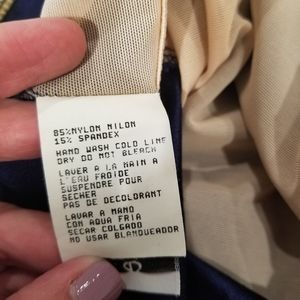 85%NYLON NILON
15% SPANDEX
HAND WASH COLD LINE
DRY DO NOT BLEACH
LAVER A LA MAIN A
L'EAU FROIDE
SUSPENDRE POUR
SECHER
PAS DE DECOLORANT
LAVAR A MANO
CON AQUA FRIA
SECAR COLGADO
NO USAR BLANQUEADOR